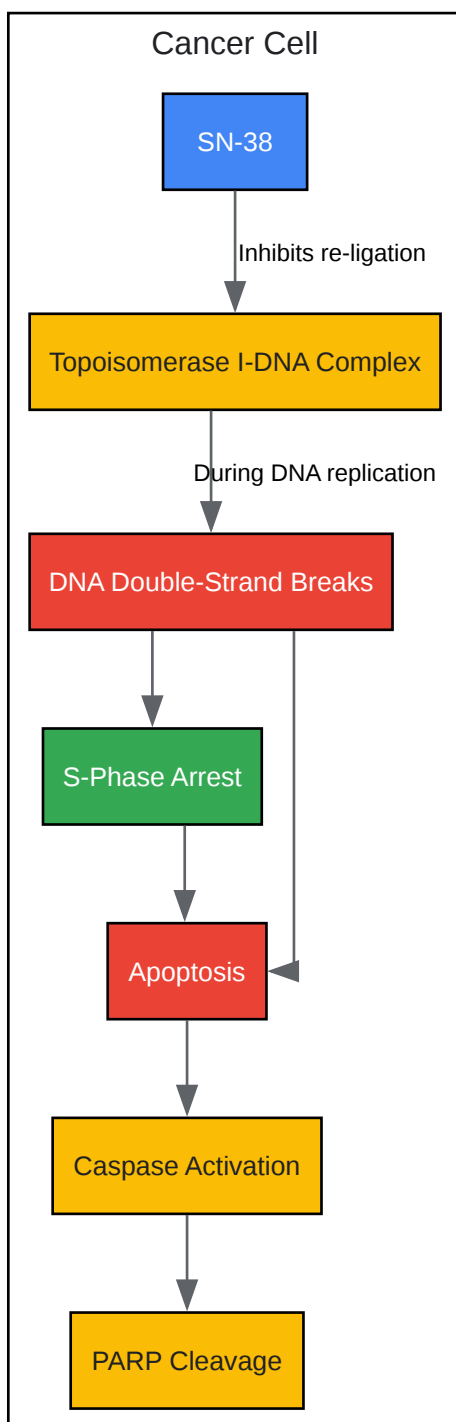 Cancer Cell
SN-38
Inhibits re-ligation
Topoisomerase I-DNA Complex
During DNA replication
DNA Double-Strand Breaks
S-Phase Arrest
Apoptosis
Caspase Activation
PARP Cleavage